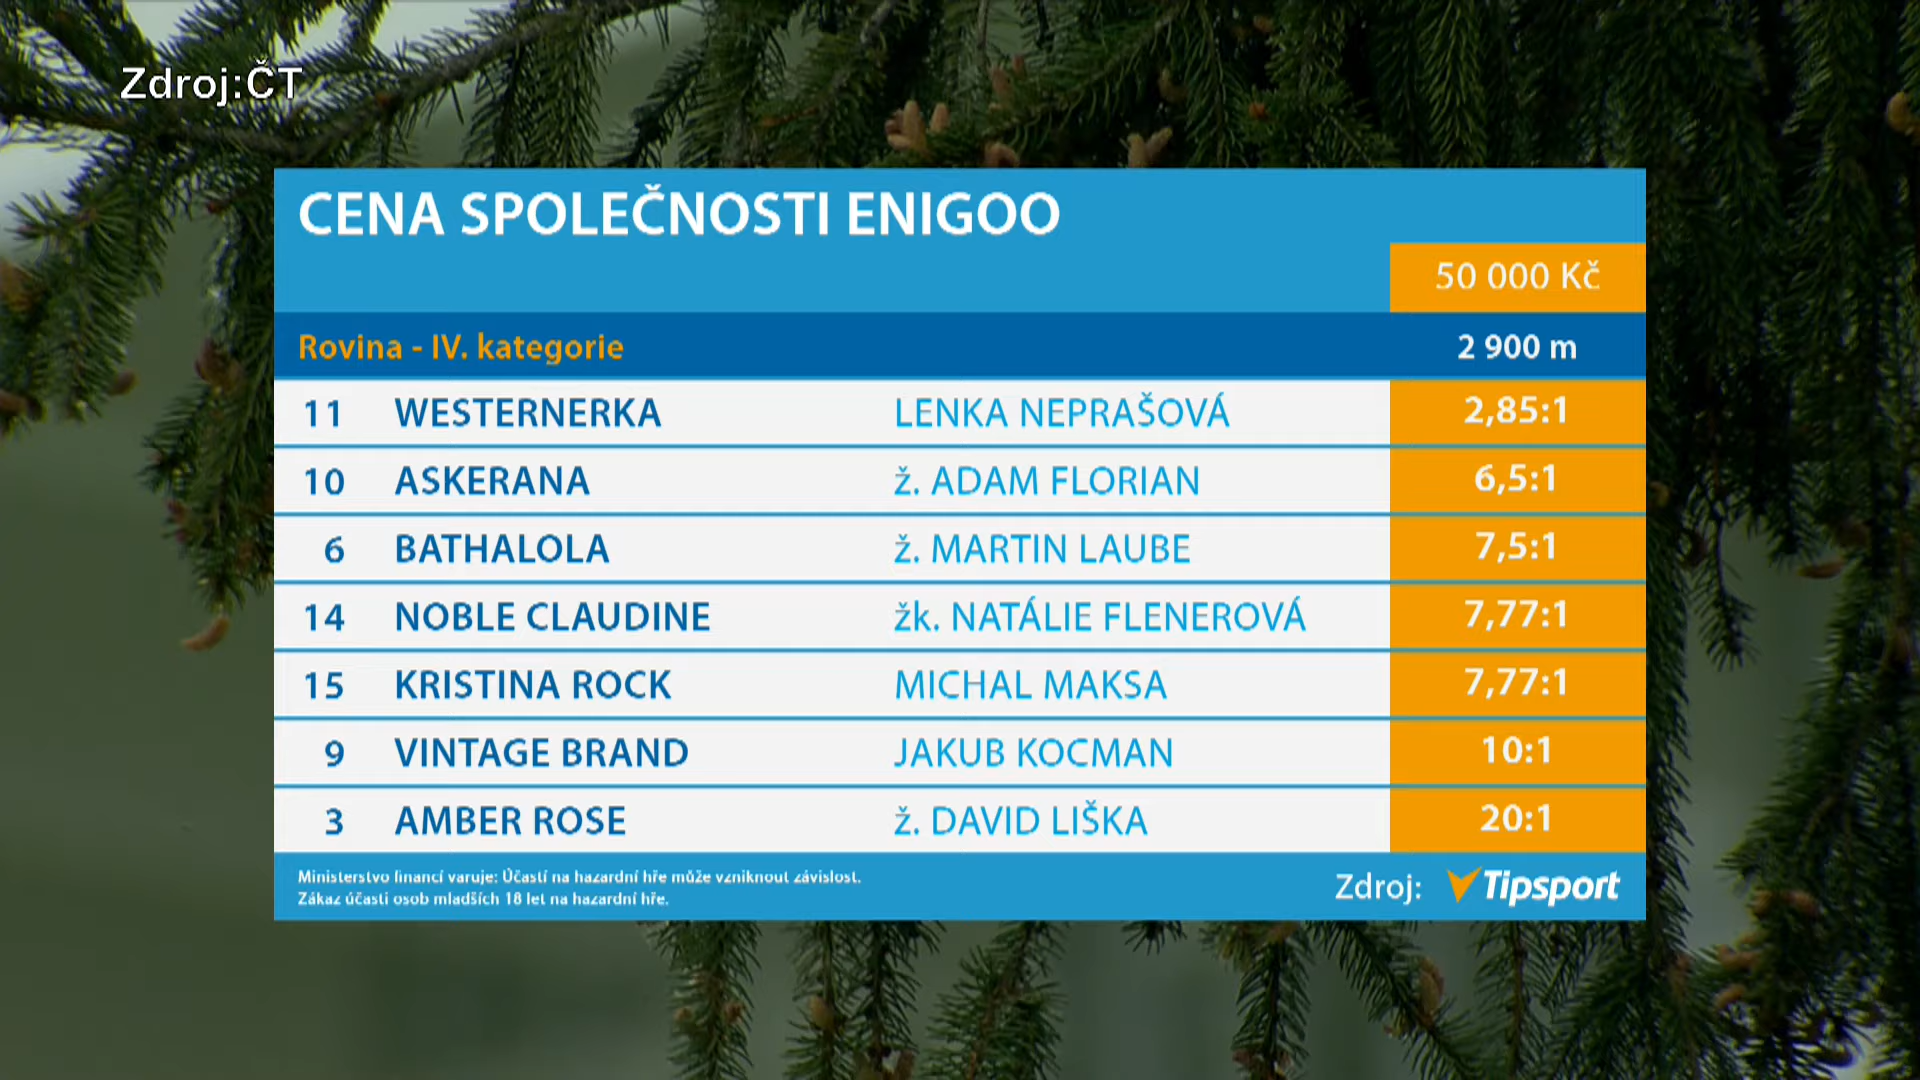 Zdroj:ČT
CENA SPOLEČNOSTI ENIGOO
50 000 Kč
Rovina - IV. kategorie 2 900 m
11 WESTERNERKA LENKA NEPRAŠOVÁ 2,85:1
10 ASKERANA ž. ADAM FLORIAN 6,5:1
6 BATHALOLA ž. MARTIN LAUBE 7,5:1
14 NOBLE CLAUDINE žk. NATÁLIE FLENEROVÁ 7,77:1
15 KRISTINA ROCK MICHAL MAKSA 7,77:1
9 VINTAGE BRAND JAKUB KOCMAN 10:1
3 AMBER ROSE ž. DAVID LIŠKA 20:1
Ministerstvo financí varuje: Účastí na hazardní hře může vzniknout závislost.
Zákaz účasti osob mladších 18 let na hazardní hře.
Zdroj: Tipsport